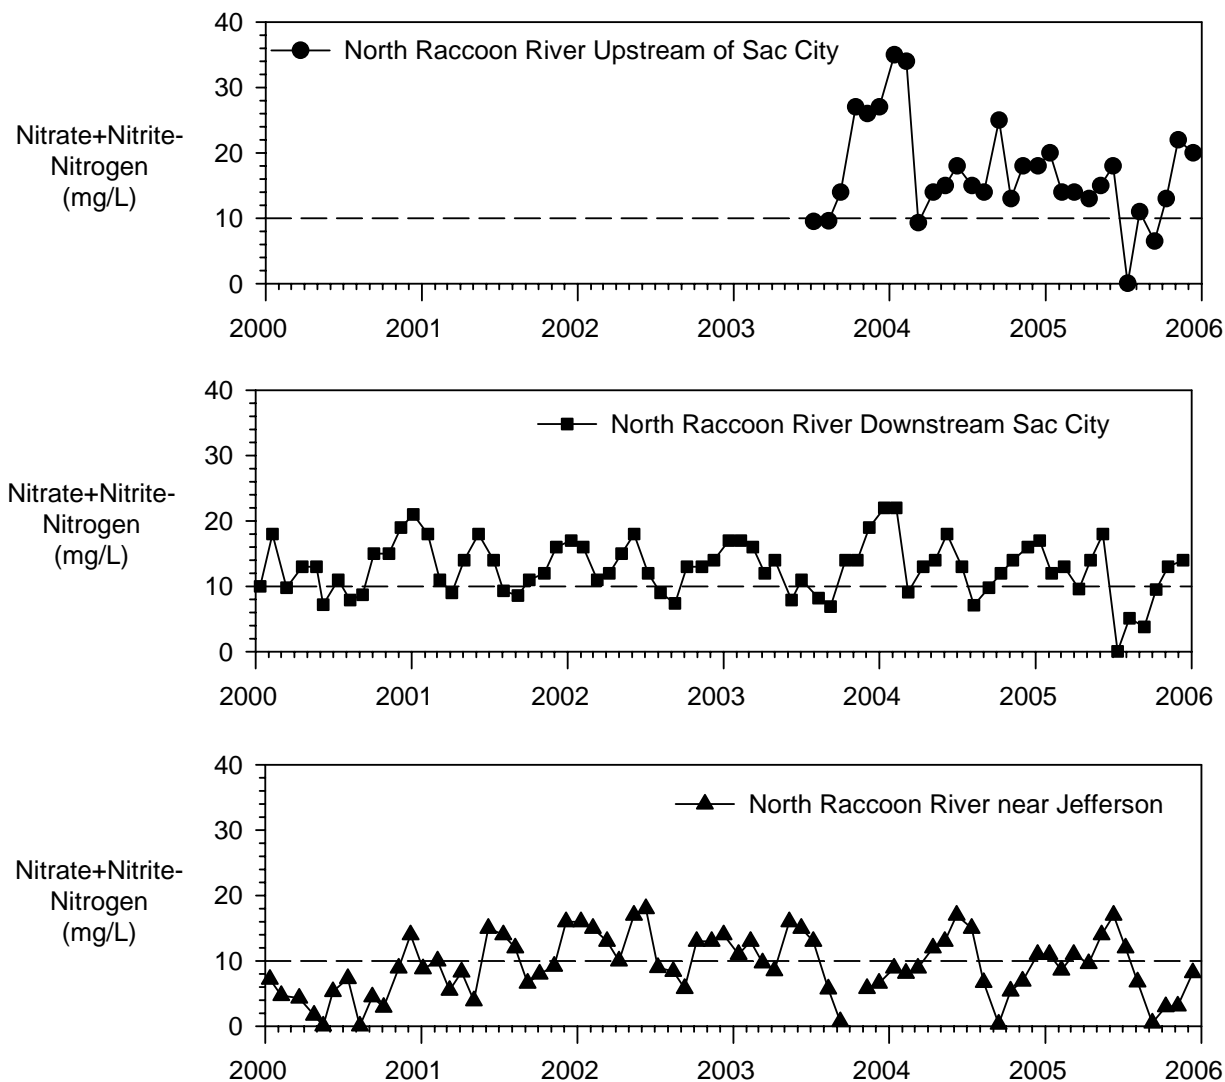 40
North Raccoon River Upstream of Sac City
30
Nitrate+Nitrite-
Nitrogen
(mg/L)
20
10
0
2000 2001 2002 2003 2004 2005 2006
40
North Raccoon River Downstream Sac City
30
Nitrate+Nitrite-
Nitrogen
(mg/L)
20
10
0
2000 2001 2002 2003 2004 2005 2006
40
North Raccoon River near Jefferson
30
Nitrate+Nitrite-
Nitrogen
(mg/L)
20
10
0
2000 2001 2002 2003 2004 2005 2006